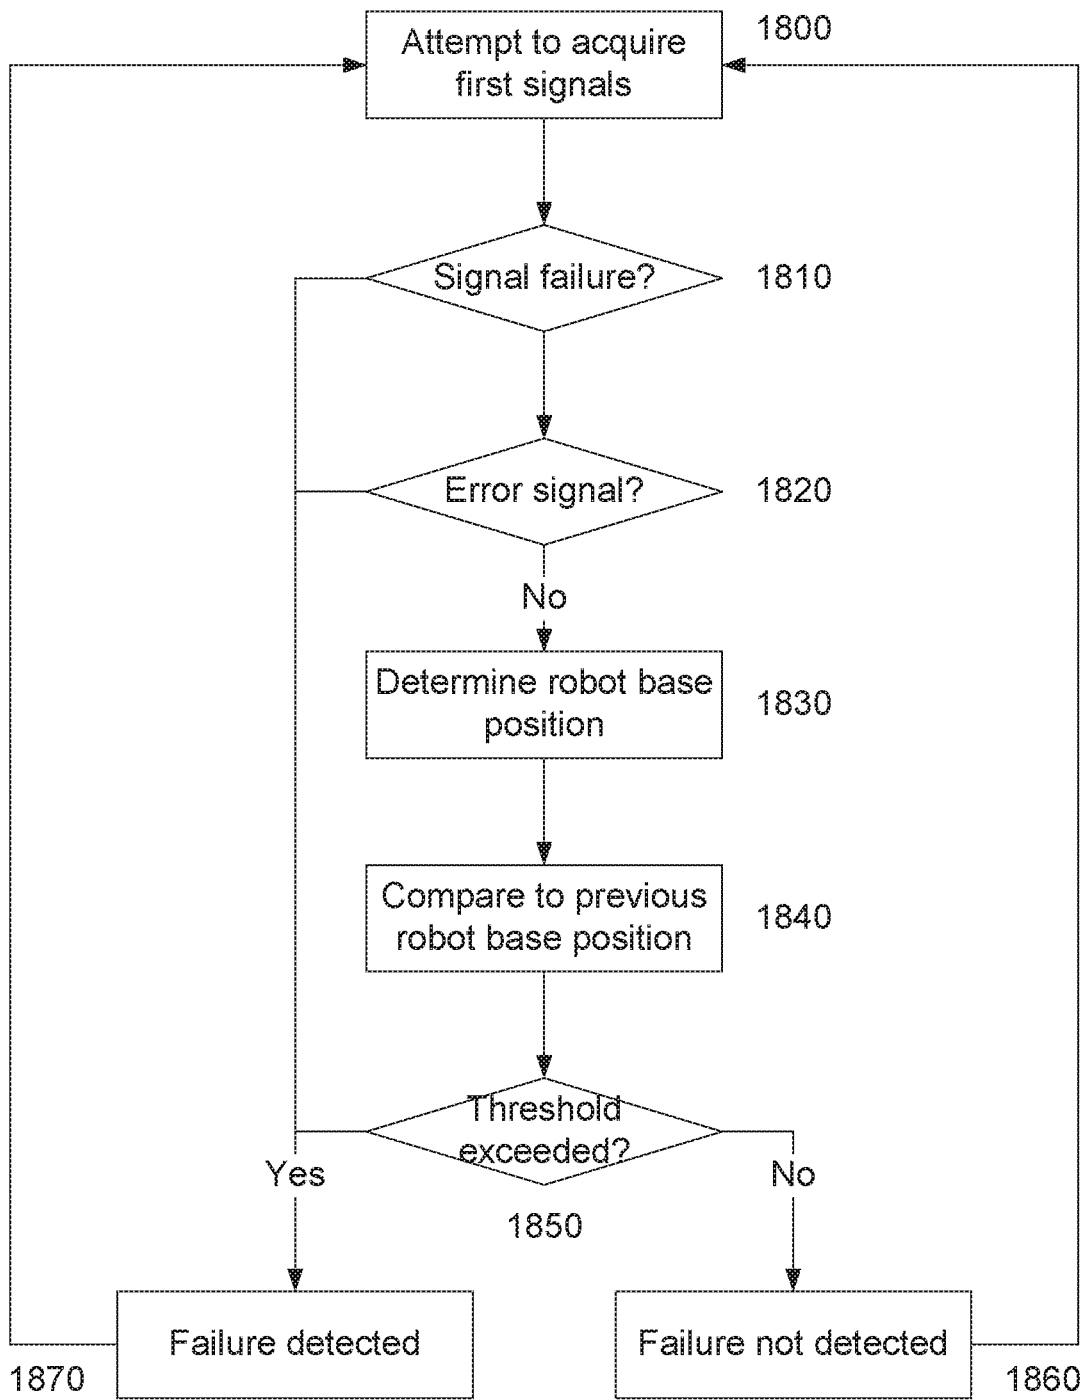 Attempt to acquire
first signals
1800
Signal failure?
1810
Error signal?
1820
No
Determine robot base
position
1830
Compare to previous
robot base position
1840
Threshold
exceeded?
Yes
No
1850
Failure detected
Failure not detected
1870
1860